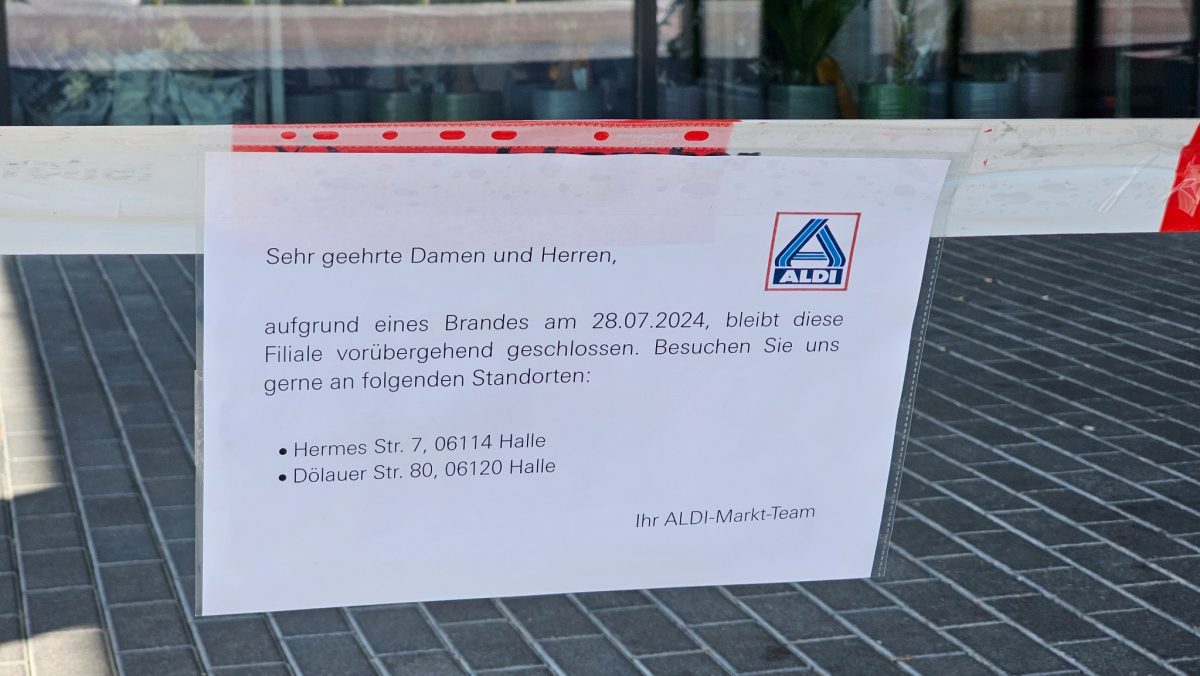 Sehr geehrte Damen und Herren,
ALDI
aufgrund eines Brandes am 28.07.2024, bleibt diese
Filiale vorübergehend geschlossen. Besuchen Sie uns
gerne an folgenden Standorten:
• Hermes Str. 7, 06114 Halle
• Dölauer Str. 80, 06120 Halle
Ihr ALDI-Markt-Team